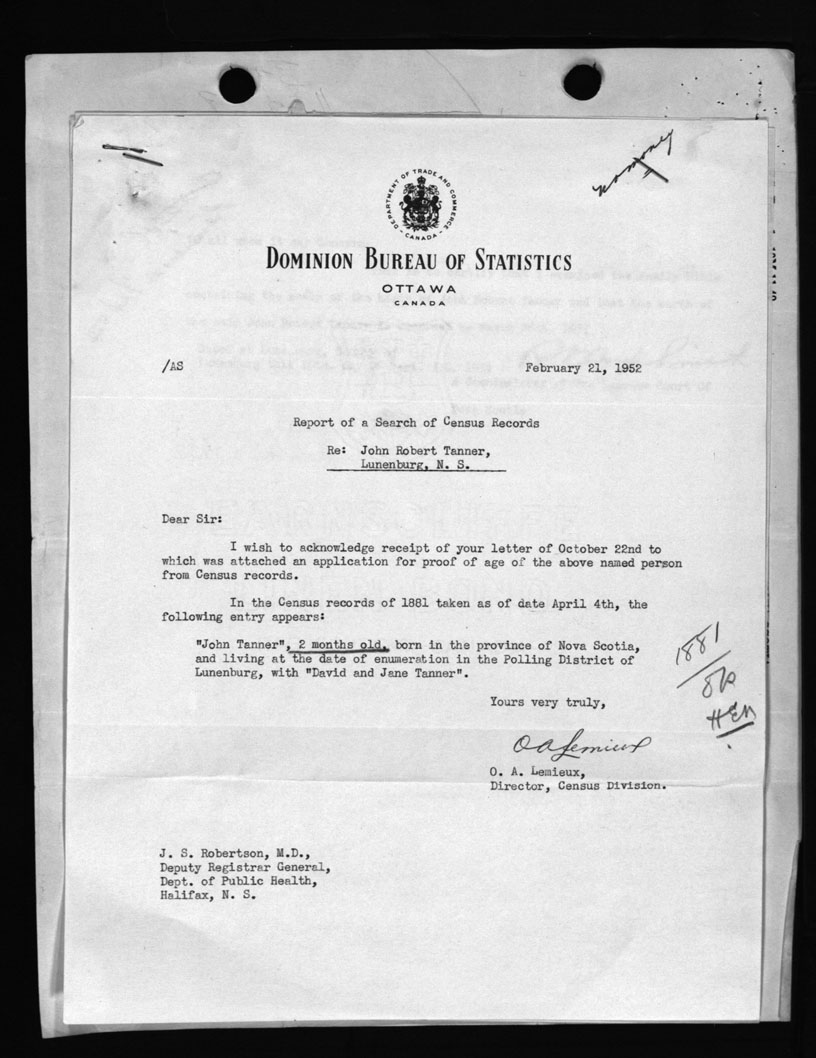 no money
DEPARTMENT OF TRADE AND COMMERCE
- CANADA -
DOMINION BUREAU OF STATISTICS
OTTAWA
CANADA
/AS
February 21, 1952
Report of a Search of Census Records
Re: John Robert Tanner,
Lunenburg, N. S.
Dear Sir:
I wish to acknowledge receipt of your letter of October 22nd to
which was attached an application for proof of age of the above named person
from Census records.
In the Census records of 1881 taken as of date April 4th, the
following entry appears:
"John Tanner", 2 months old, born in the province of Nova Scotia,
and living at the date of enumeration in the Polling District of
Lunenburg, with "David and Jane Tanner".
1881
Yours very truly,
O A Lemieux
O. A. Lemieux,
Director, Census Division.
J. S. Robertson, M.D.,
Deputy Registrar General,
Dept. of Public Health,
Halifax, N. S.